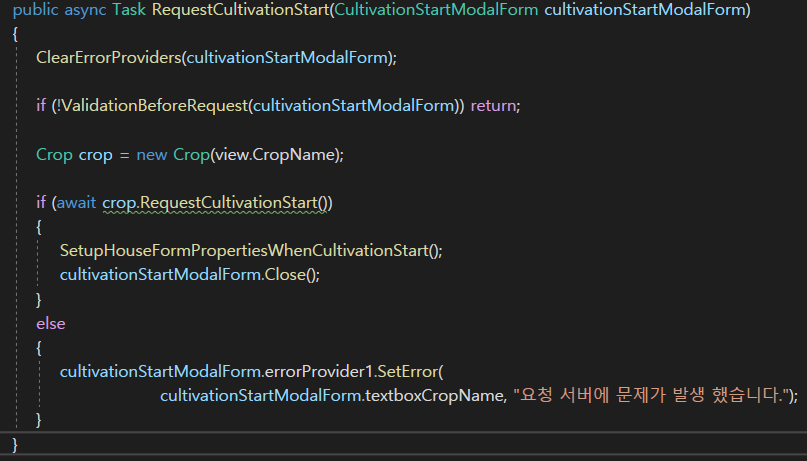 public async Task RequestCultivationStart(CultivationStartModalForm cultivationStartModalForm)
{
ClearErrorProviders(cultivationStartModalForm);
if (!ValidationBeforeRequest(cultivationStartModalForm)) return;
Crop crop = new Crop(view.CropName);
if (await crop.RequestCultivationStart())
{
SetupHouseFormPropertiesWhenCultivationStart();
cultivationStartModalForm.Close();
}
else
{
cultivationStartModalForm.errorProvider1.SetError(
cultivationStartModalForm.textboxCropName, "요청 서버에 문제가 발생 했습니다.");
}
}